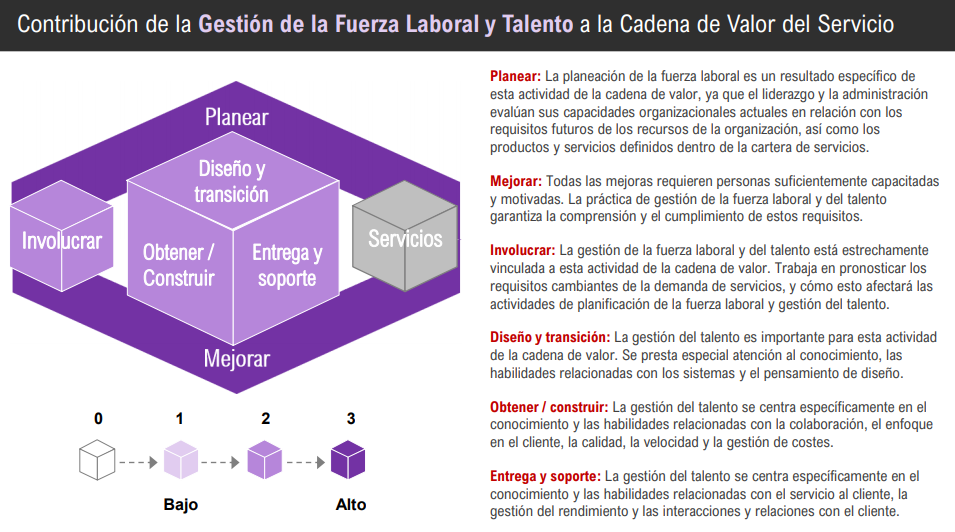 Contribución de la Gestión de la Fuerza Laboral y Talento a la Cadena de Valor del Servicio
Planear
Diseño y
transición
Involucrar
Obtener /
Construir
Entrega y
soporte
Servicios
Mejorar
0
1
2
3
Bajo
Alto
Planear: La planeación de la fuerza laboral es un resultado específico de
esta actividad de la cadena de valor, ya que el liderazgo y la administración
evalúan sus capacidades organizacionales actuales en relación con los
requisitos futuros de los recursos de la organización, así como los
productos y servicios definidos dentro de la cartera de servicios.
Mejorar: Todas las mejoras requieren personas suficientemente capacitadas
y motivadas. La práctica de gestión de la fuerza laboral y del talento
garantiza la comprensión y el cumplimiento de estos requisitos.
Involucrar: La gestión de la fuerza laboral y del talento está estrechamente
vinculada a esta actividad de la cadena de valor. Trabaja en pronosticar los
requisitos cambiantes de la demanda de servicios, y cómo esto afectará las
actividades de planificación de la fuerza laboral y gestión del talento.
Diseño y transición: La gestión del talento es importante para esta actividad
de la cadena de valor. Se presta especial atención al conocimiento, las
habilidades relacionadas con los sistemas y el pensamiento de diseño.
Obtener / construir: La gestión del talento se centra específicamente en el
conocimiento y las habilidades relacionadas con la colaboración, el enfoque
en el cliente, la calidad, la velocidad y la gestión de costes.
Entrega y soporte: La gestión del talento se centra específicamente en el
conocimiento y las habilidades relacionadas con el servicio al cliente, la
gestión del rendimiento y las interacciones y relaciones con el cliente.